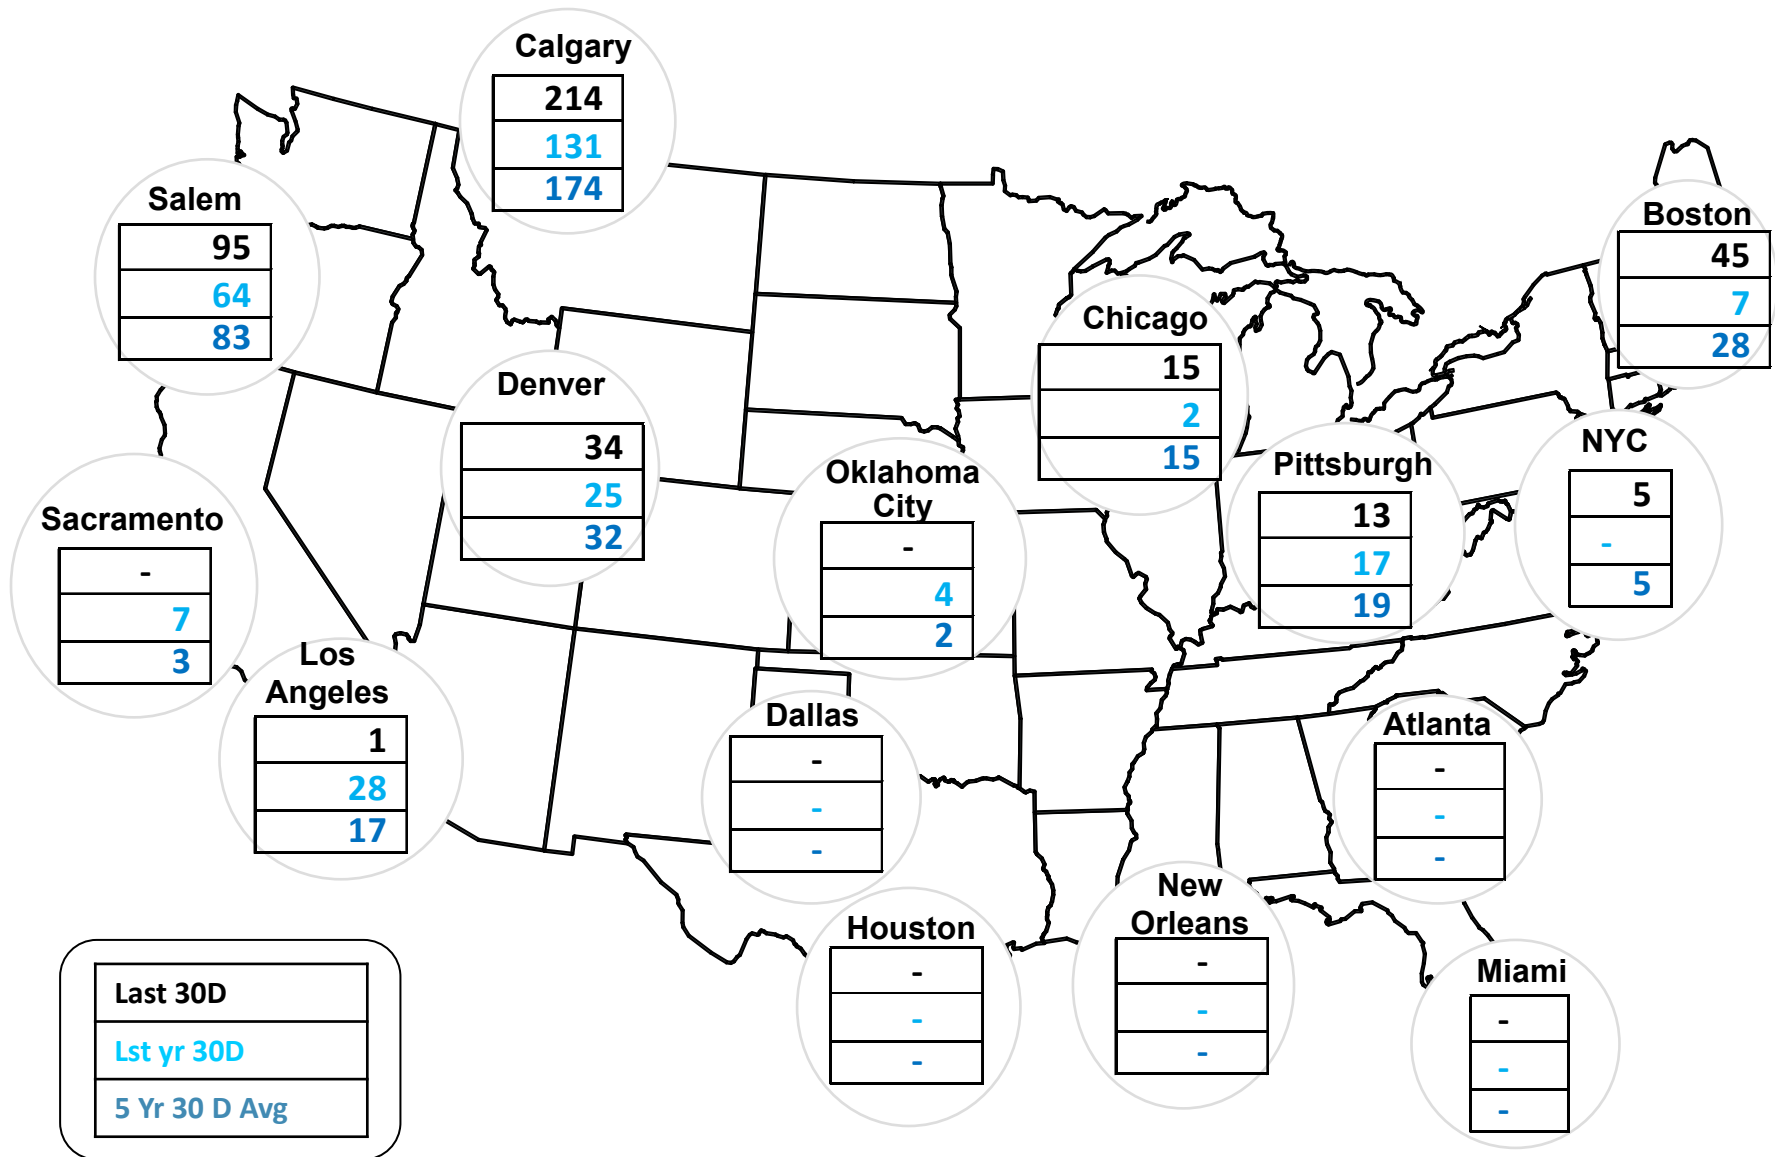 Calgary
214
131
174
Salem
95
64
83
Boston
45
7
28
Chicago
15
2
15
Denver
34
25
32
NYC
5
-
5
Oklahoma
City
-
4
2
Pittsburgh
13
17
19
Sacramento
-
7
3
Los
Angeles
1
28
17
Dallas
-
-
-
Atlanta
-
-
-
New
Orleans
-
-
-
Houston
-
-
-
Miami
-
-
-
Last 30D
Lst yr 30D
5 Yr 30 D Avg